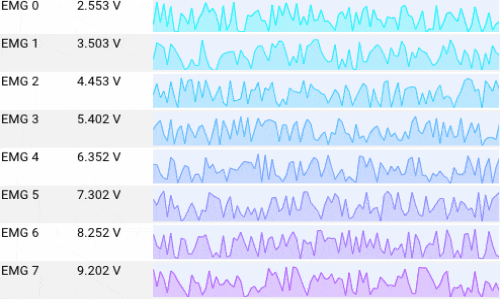 EMG 0 2.553 V
EMG 1 3.503 V
EMG 2 4.453 V
EMG 3 5.402 V
EMG 4 6.352 V
EMG 5 7.302 V
EMG 6 8.252 V
EMG 7 9.202 V